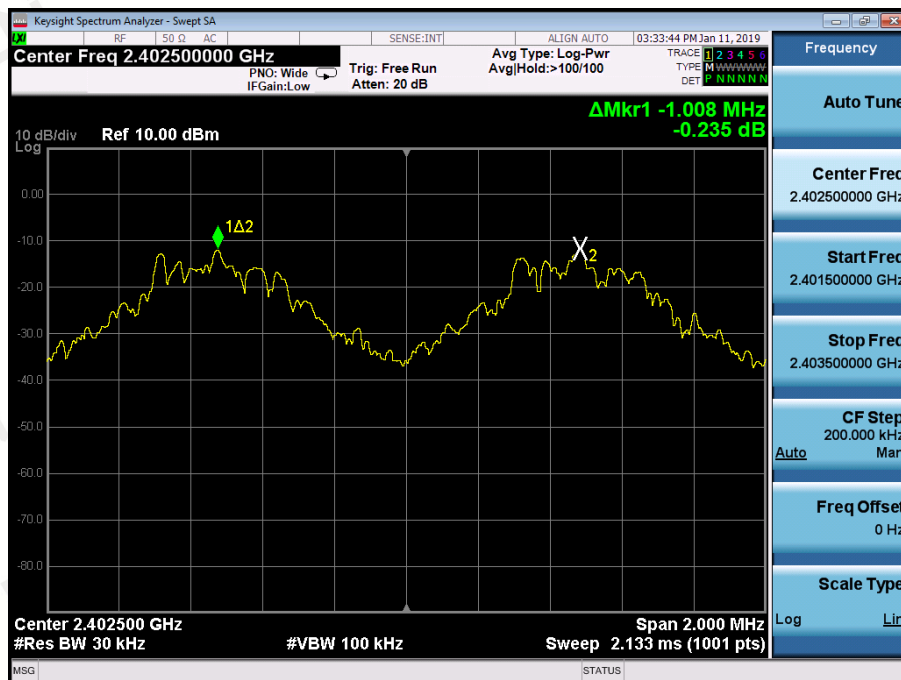 Keysight Spectrum Analyzer - Swept SA
LXI RF 50 Ω AC SENSE:INT ALIGN AUTO 03:33:44 PM Jan 11, 2019
Center Freq 2.402500000 GHz
PNO: Wide
IFGain:Low
Trig: Free Run
Atten: 20 dB
Avg Type: Log-Pwr
Avg|Hold:>100/100
TRACE 1 2 3 4 5 6
TYPE M WWWWW
DET P N N N N N
ΔMkr1 -1.008 MHz
-0.235 dB
10 dB/div Ref 10.00 dBm
Log
0.00
-10.0
-20.0
-30.0
-40.0
-50.0
-60.0
-70.0
-80.0
1Δ2
2
Center 2.402500 GHz Span 2.000 MHz
#Res BW 30 kHz #VBW 100 kHz Sweep 2.133 ms (1001 pts)
MSG STATUS
Frequency
Auto Tune
Center Freq
2.402500000 GHz
Start Freq
2.401500000 GHz
Stop Freq
2.403500000 GHz
CF Step
200.000 kHz
Auto Man
Freq Offset
0 Hz
Scale Type
Log Lin